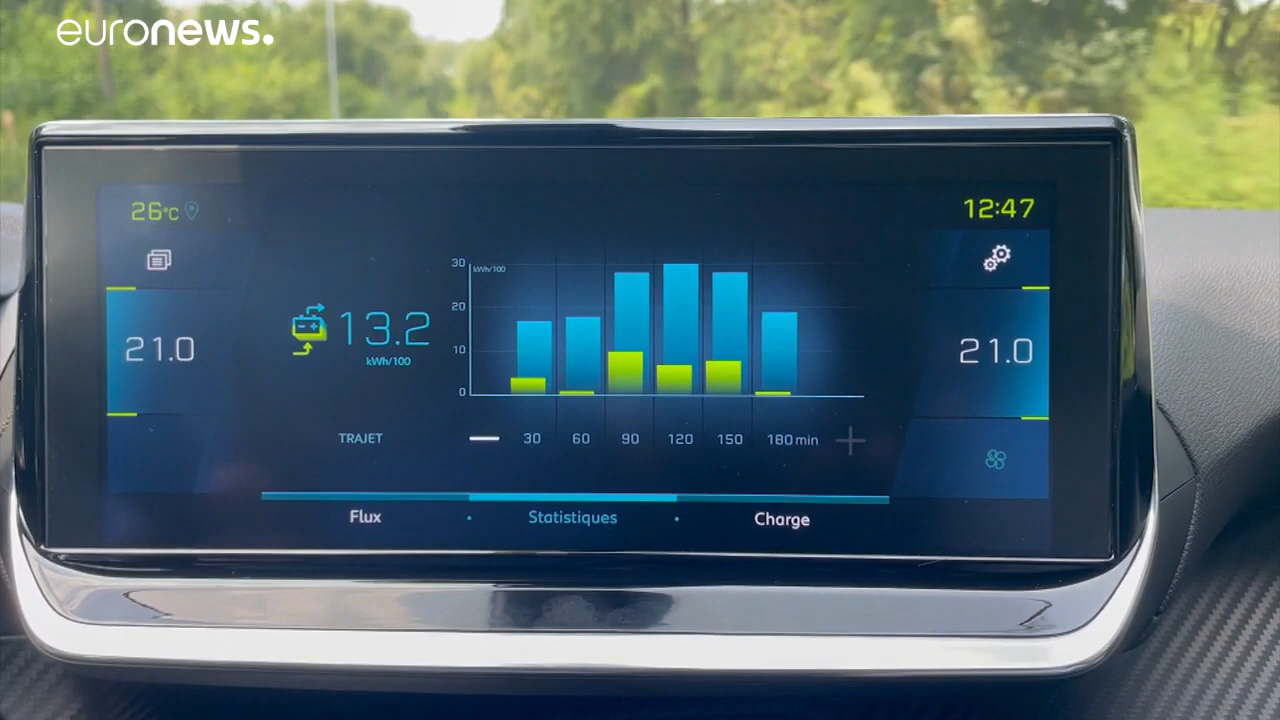 euronews.
26°C
12:47
30
kWh/100
20
10
0
21.0
13.2
kWh/100
21.0
TRAJET
30 60 90 120 150 180 min
Flux · Statistiques · Charge